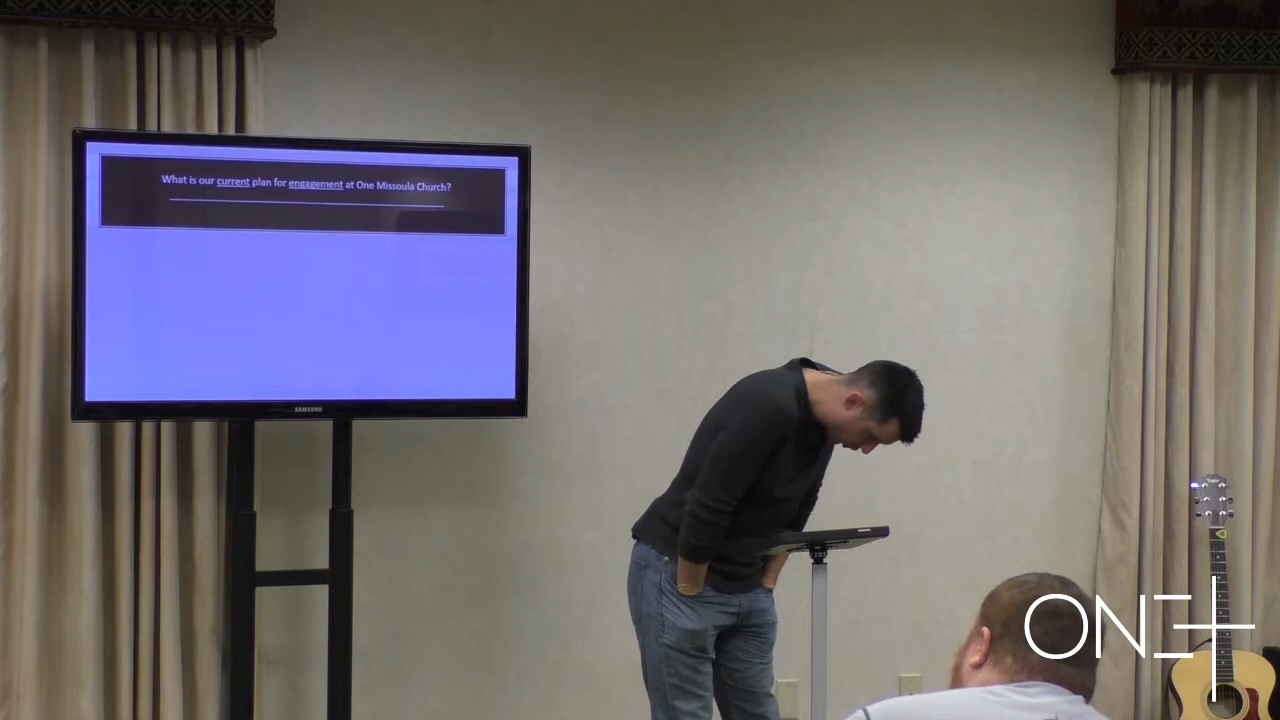 What is our current plan for engagement at One Missoula Church?
SAMSUNG
ONE